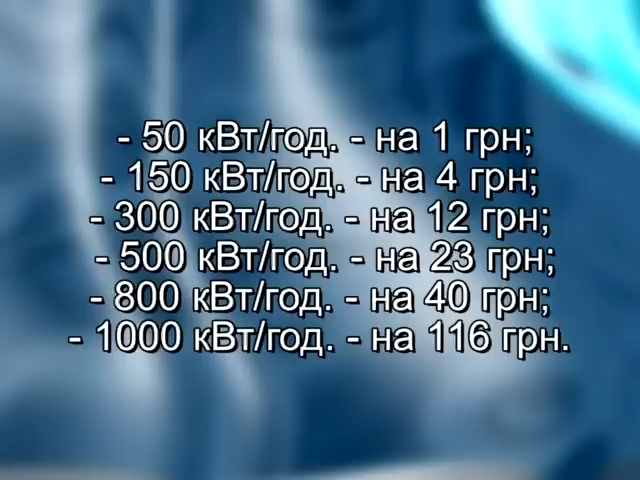 - 50 кВт/год. - на 1 грн;
- 150 кВт/год. - на 4 грн;
- 300 кВт/год. - на 12 грн;
- 500 кВт/год. - на 23 грн;
- 800 кВт/год. - на 40 грн;
- 1000 кВт/год. - на 116 грн.